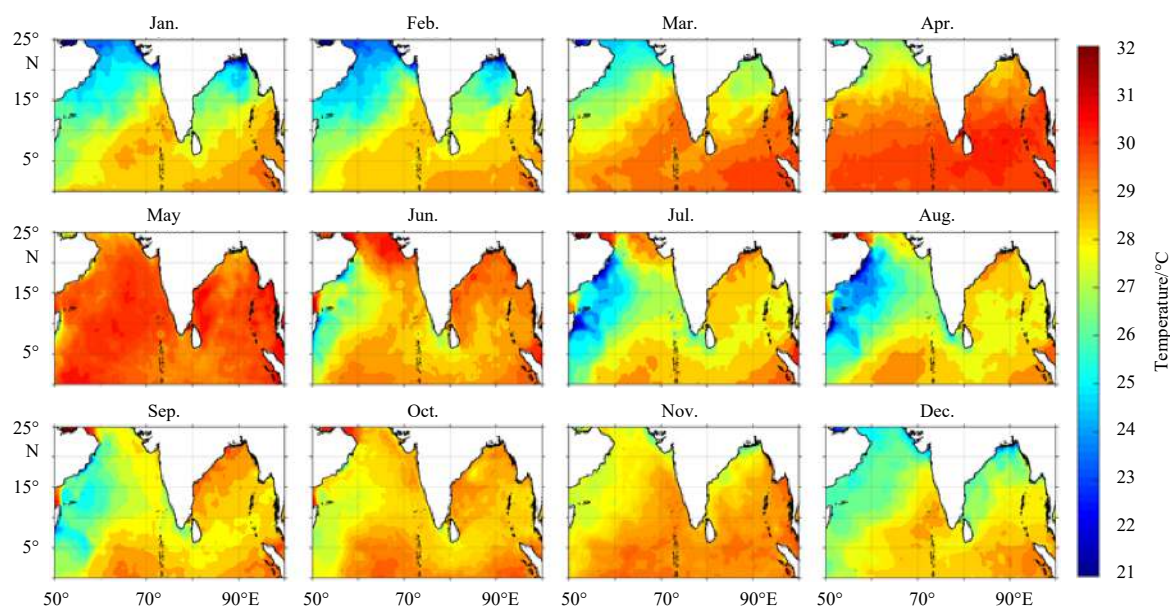 Jan. Feb. Mar. Apr.
25°
N
15°
5°
May Jun. Jul. Aug.
25°
N
15°
5°
Sep. Oct. Nov. Dec.
25°
N
15°
5°
50° 70° 90°E 50° 70° 90°E 50° 70° 90°E 50° 70° 90°E
32
31
30
29
28
27
26
25
24
23
22
21
Temperature/°C